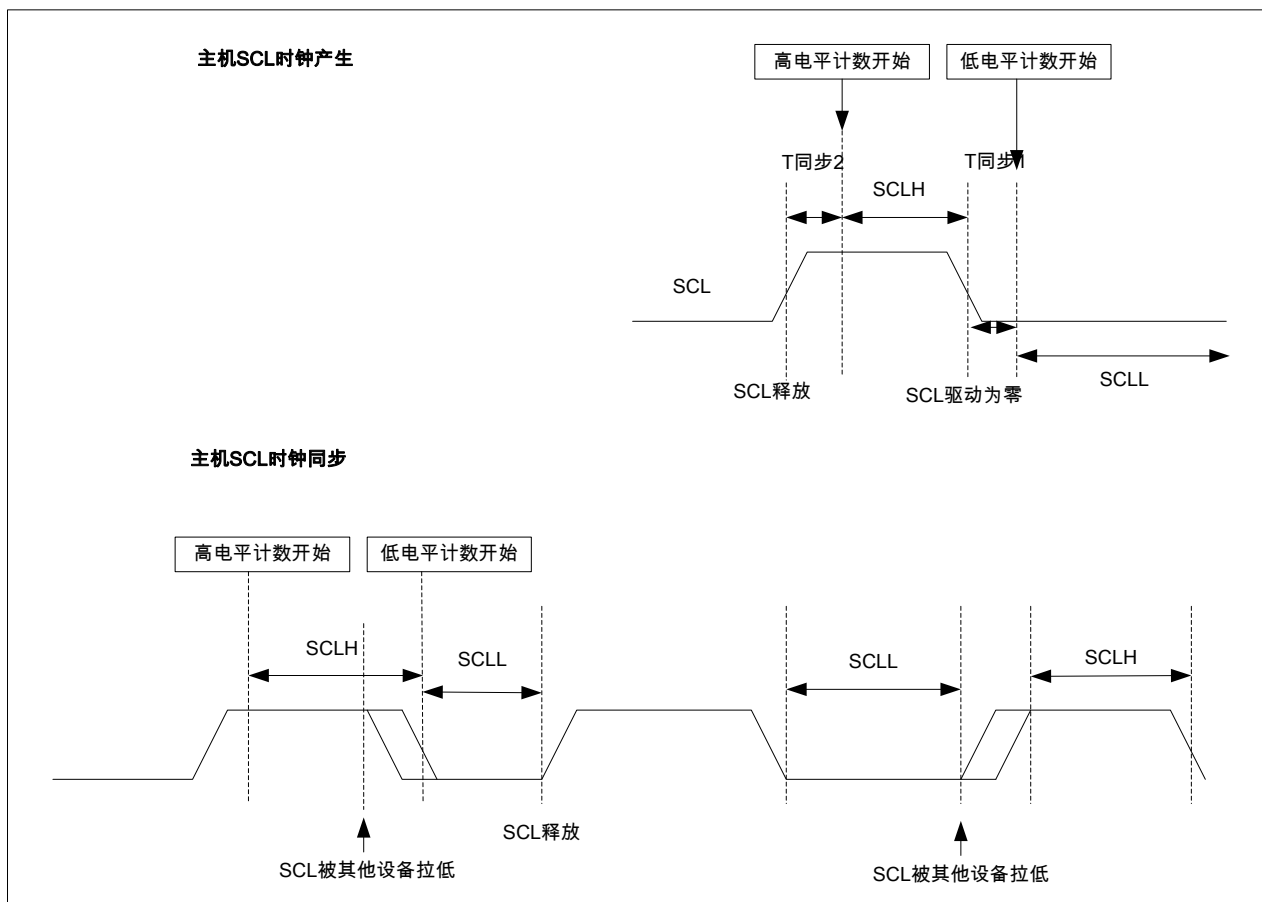 主机SCL时钟产生
高电平计数开始
低电平计数开始
T同步2
T同步1
SCLH
SCL
SCL释放
SCL驱动为零
SCLL
主机SCL时钟同步
高电平计数开始
低电平计数开始
SCLH
SCLL
SCLL
SCLH
SCL释放
SCL被其他设备拉低
SCL被其他设备拉低